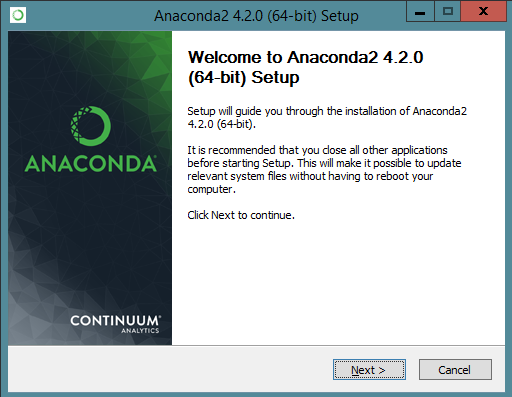 Anaconda2 4.2.0 (64-bit) Setup
X
Welcome to Anaconda2 4.2.0
(64-bit) Setup
Setup will guide you through the installation of Anaconda2
4.2.0 (64-bit).
It is recommended that you close all other applications
before starting Setup. This will make it possible to update
relevant system files without having to reboot your
computer.
Click Next to continue.
ANACONDA®
CONTINUUM®
ANALYTICS
Next >
Cancel